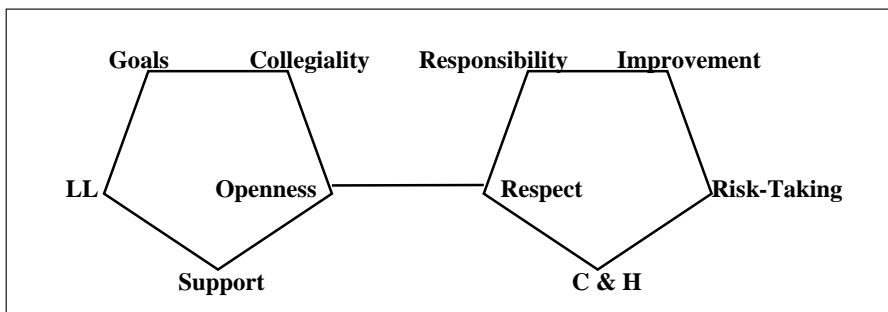 Goals Collegiality Responsibility Improvement
LL Openness Respect Risk-Taking
Support C & H